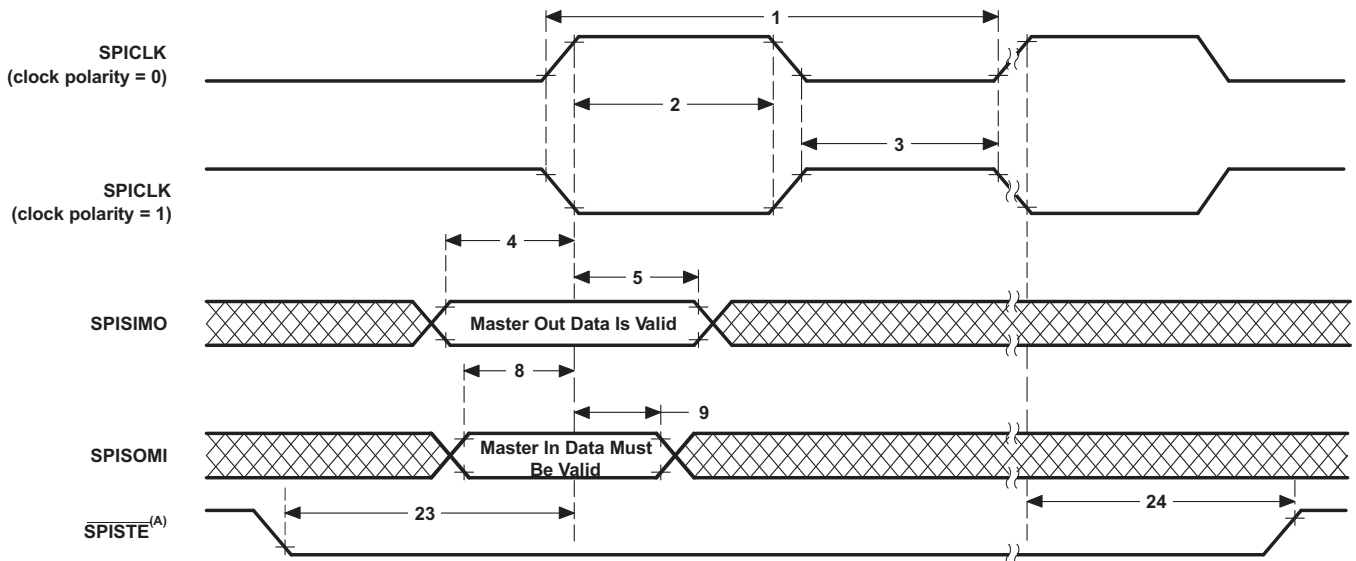 1
SPICLK
(clock polarity = 0)
2
3
SPICLK
(clock polarity = 1)
4
5
SPISIMO
Master Out Data Is Valid
8
9
SPISOMI
Master In Data Must
Be Valid
23
24
SPISTE(A)